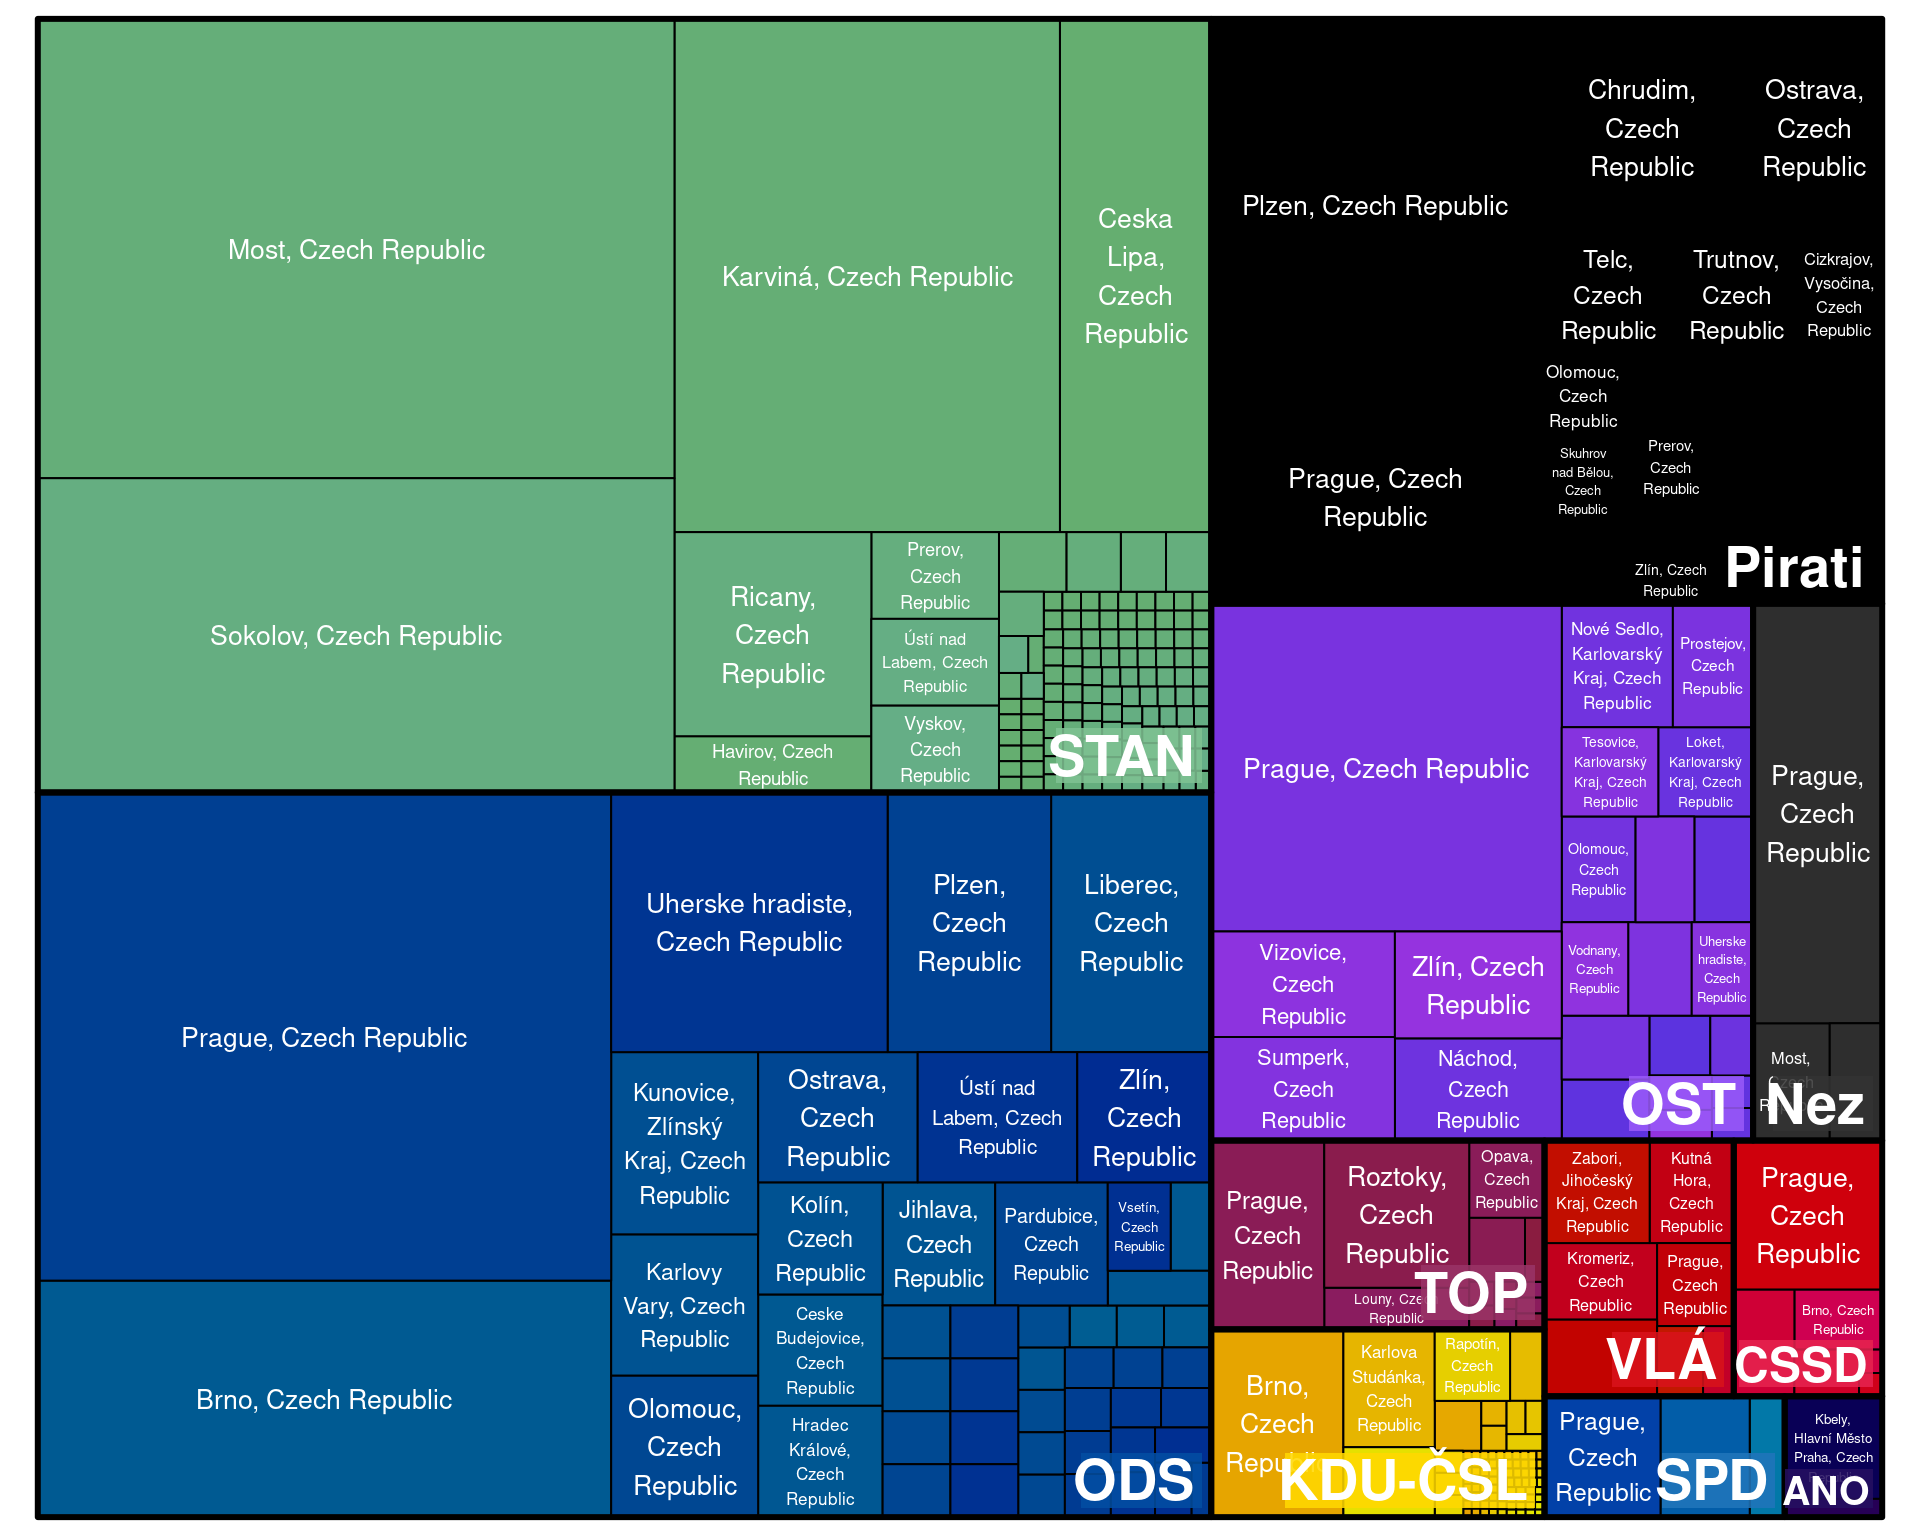 Most, Czech Republic
Sokolov, Czech Republic
Karviná, Czech Republic
Ceska
Lipa,
Czech
Republic
Ricany,
Czech
Republic
Havirov, Czech
Republic
Prerov,
Czech
Republic
Ústí nad
Labem, Czech
Republic
Vyskov,
Czech
Republic
STAN
Plzen, Czech Republic
Prague, Czech
Republic
Chrudim,
Czech
Republic
Ostrava,
Czech
Republic
Telc,
Czech
Republic
Trutnov,
Czech
Republic
Cizkrajov,
Vysočina,
Czech
Republic
Olomouc,
Czech
Republic
Skuhrov
nad Bělou,
Czech
Republic
Prerov,
Czech
Republic
Zlín, Czech
Republic
Pirati
Prague, Czech Republic
Brno, Czech Republic
Uherske hradiste,
Czech Republic
Plzen,
Czech
Republic
Liberec,
Czech
Republic
Kunovice,
Zlínský
Kraj, Czech
Republic
Karlovy
Vary, Czech
Republic
Olomouc,
Czech
Republic
Ostrava,
Czech
Republic
Ústí nad
Labem, Czech
Republic
Zlín,
Czech
Republic
Kolín,
Czech
Republic
Ceske
Budejovice,
Czech
Republic
Hradec
Králové,
Czech
Republic
Jihlava,
Czech
Republic
Pardubice,
Czech
Republic
Vsetín,
Czech
Republic
ODS
Prague, Czech Republic
Vizovice,
Czech
Republic
Sumperk,
Czech
Republic
Zlín, Czech
Republic
Náchod,
Czech
Republic
Nové Sedlo,
Karlovarský
Kraj, Czech
Republic
Prostejov,
Czech
Republic
Tesovice,
Karlovarský
Kraj, Czech
Republic
Loket,
Karlovarský
Kraj, Czech
Republic
Olomouc,
Czech
Republic
Vodnany,
Czech
Republic
Uherske
hradiste,
Czech
Republic
OST
Prague,
Czech
Republic
Most,
Czech
Nez
Prague,
Czech
Republic
Roztoky,
Czech
Republic
Opava,
Czech
Republic
Louny, Czech
Republic
TOP
Zabori,
Jihočeský
Kraj, Czech
Republic
Kutná
Hora,
Czech
Republic
Kromeriz,
Czech
Republic
Prague,
Czech
Republic
VLÁ
Prague,
Czech
Republic
Brno, Czech
Republic
CSSD
Brno,
Czech
Republic
Karlova
Studánka,
Czech
Republic
Rapotín,
Czech
Republic
KDU-ČSL
Prague,
Czech
Republic
SPD
Kbely,
Hlavní Město
Praha, Czech
ANO